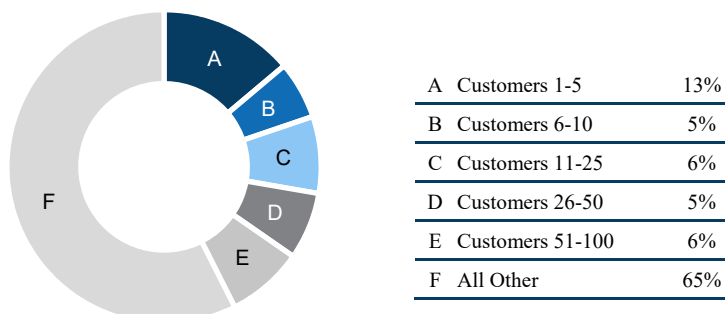 A
B
C
D
E
F
A Customers 1-5 13%
B Customers 6-10 5%
C Customers 11-25 6%
D Customers 26-50 5%
E Customers 51-100 6%
F All Other 65%